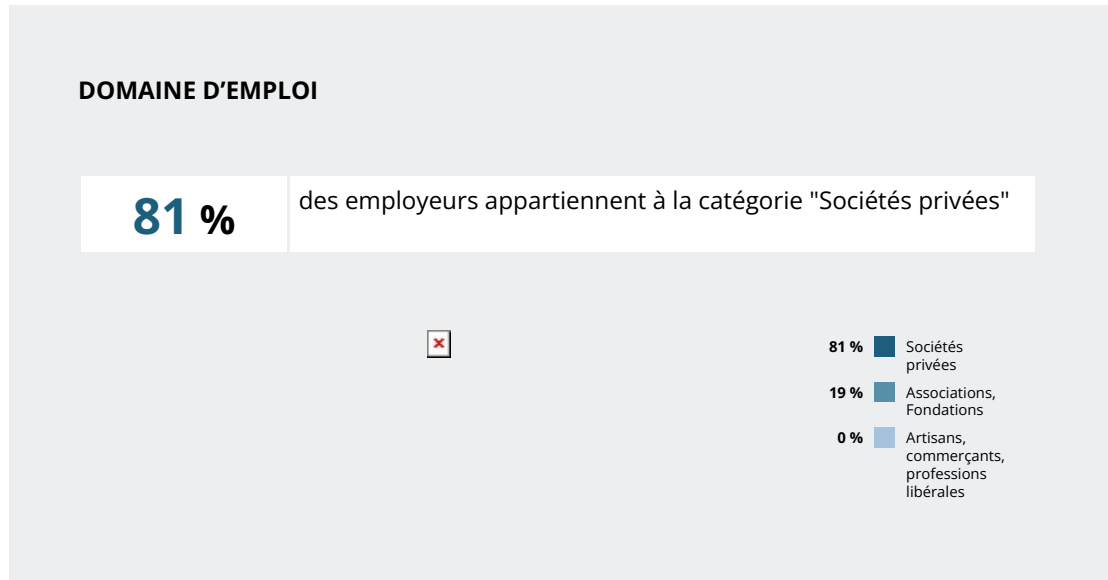 DOMAINE D’EMPLOI
81 %
des employeurs appartiennent à la catégorie "Sociétés privées"
81 % Sociétés
privées
19 % Associations,
Fondations
0 % Artisans,
commerçants,
professions
libérales